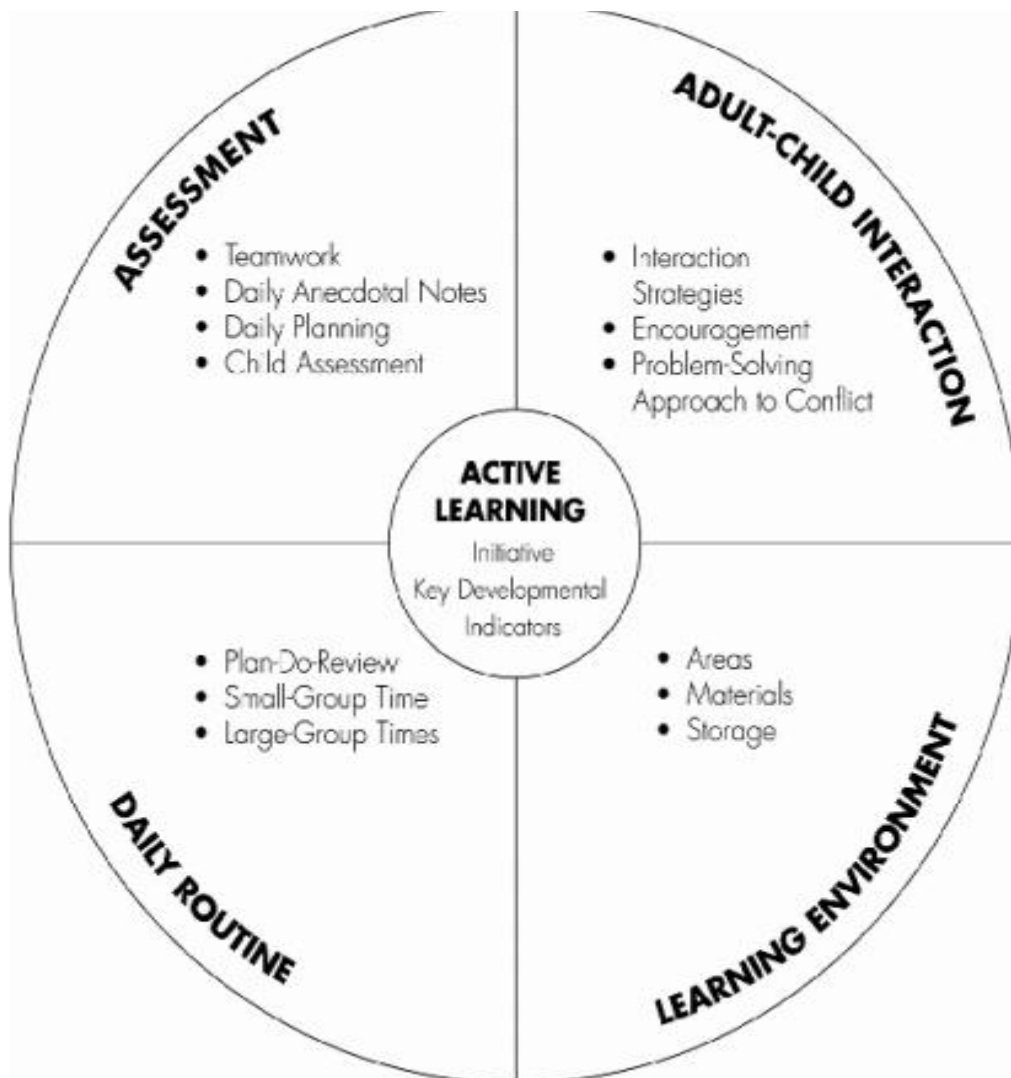 ASSESSMENT
• Teamwork
• Daily Anecdotal Notes
• Daily Planning
• Child Assessment
ADULT-CHILD INTERACTION
• Interaction
Strategies
• Encouragement
• Problem-Solving
Approach to Conflict
ACTIVE
LEARNING
Initiative
Key Developmental
Indicators
• Plan-Do-Review
• Small-Group Time
• Large-Group Times
DAILY ROUTINE
• Areas
• Materials
• Storage
LEARNING ENVIRONMENT